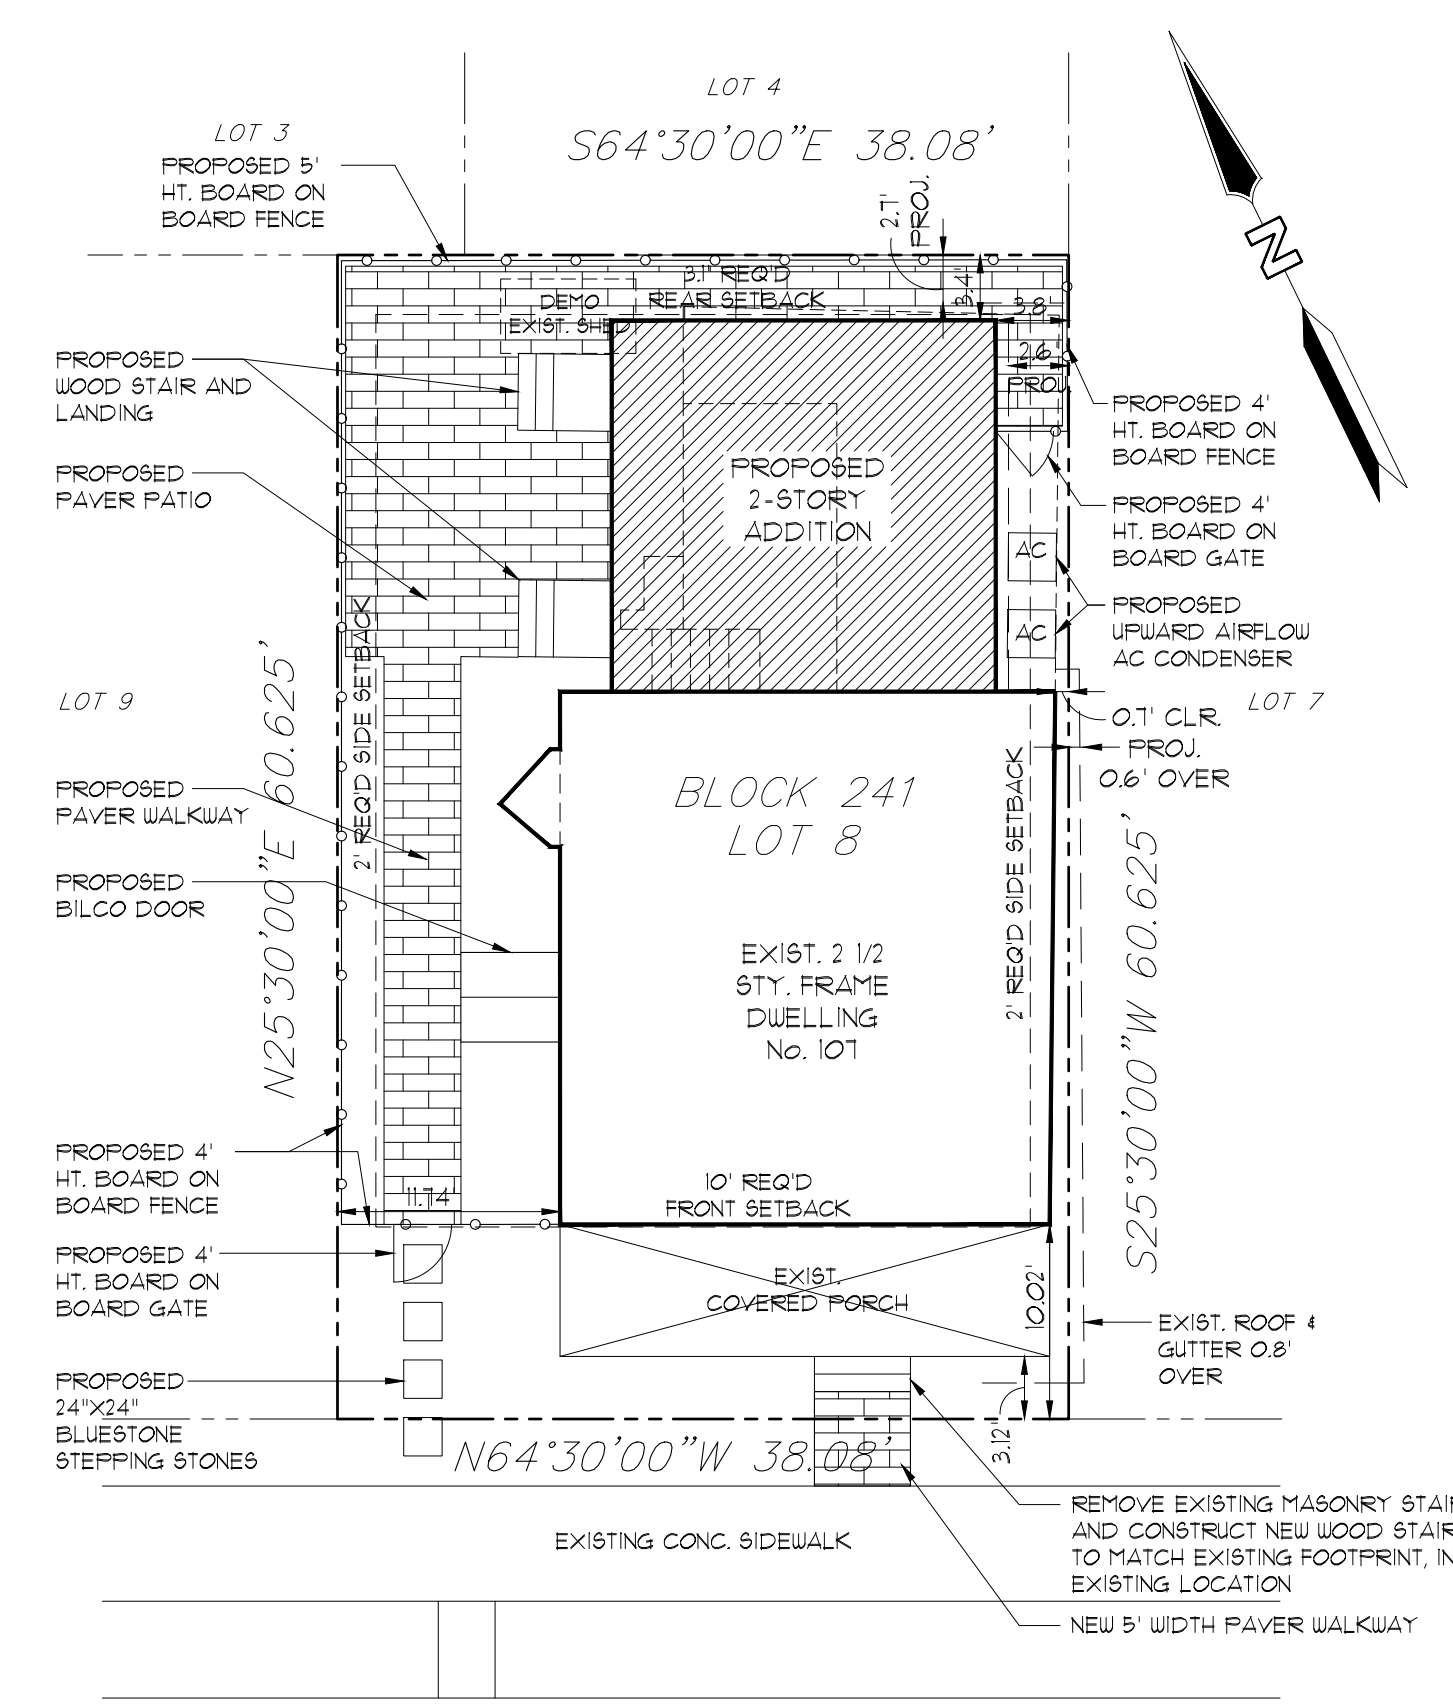 LOT 4
S64°30'00"E 38.08'
LOT 3
PROPOSED 5'
HT. BOARD ON
BOARD FENCE
2.7'
PROJ.
N
3.1' REQ'D
REAR SETBACK
3.4'
3.8'
DEMO
EXIST. SHED
2.6'
PROJ.
PROPOSED
WOOD STAIR AND
LANDING
PROPOSED 4'
HT. BOARD ON
BOARD FENCE
PROPOSED
PAVER PATIO
PROPOSED
2-STORY
ADDITION
PROPOSED 4'
HT. BOARD ON
BOARD GATE
AC
AC
PROPOSED
UPWARD AIRFLOW
AC CONDENSER
2' REQ'D SIDE SETBACK
N25°30'00"E 60.625'
LOT 9
LOT 7
0.7' CLR.
PROJ.
0.6' OVER
PROPOSED
PAVER WALKWAY
BLOCK 241
LOT 8
2' REQ'D SIDE SETBACK
S25°30'00"W 60.625'
PROPOSED
BILCO DOOR
EXIST. 2 1/2
STY. FRAME
DWELLING
No. 107
PROPOSED 4'
HT. BOARD ON
BOARD FENCE
11.74'
10' REQ'D
FRONT SETBACK
PROPOSED 4'
HT. BOARD ON
BOARD GATE
EXIST.
COVERED PORCH
10.02'
EXIST. ROOF &
GUTTER 0.8'
OVER
PROPOSED
24"X24"
BLUESTONE
STEPPING STONES
3.12'
N64°30'00"W 38.08'
REMOVE EXISTING MASONRY STAI
AND CONSTRUCT NEW WOOD STAIR
TO MATCH EXISTING FOOTPRINT, IN
EXISTING LOCATION
EXISTING CONC. SIDEWALK
NEW 5' WIDTH PAVER WALKWAY